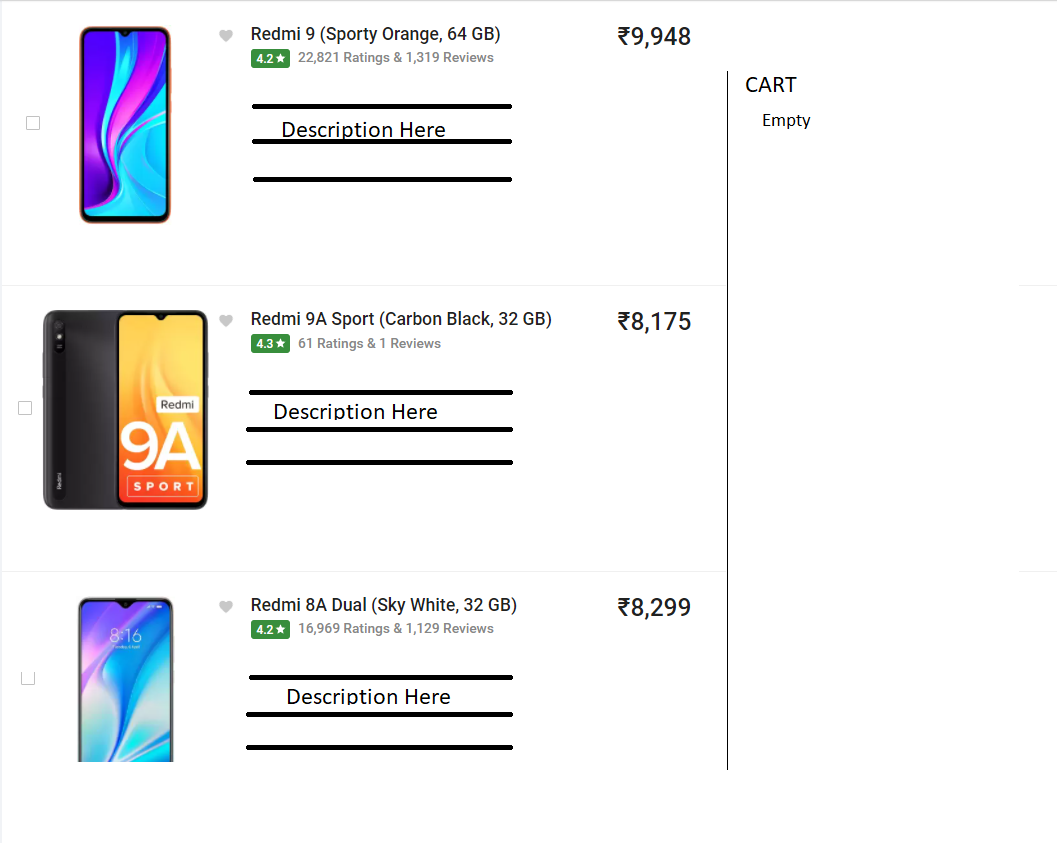 Redmi 9 (Sporty Orange, 64 GB)
₹9,948
4.2★ 22,821 Ratings & 1,319 Reviews
CART
Empty
Description Here
Redmi 9A Sport (Carbon Black, 32 GB)
₹8,175
4.3★ 61 Ratings & 1 Reviews
Description Here
Redmi
9A
SPORT
Redmi
Redmi 8A Dual (Sky White, 32 GB)
₹8,299
4.2★ 16,969 Ratings & 1,129 Reviews
8:16
Description Here